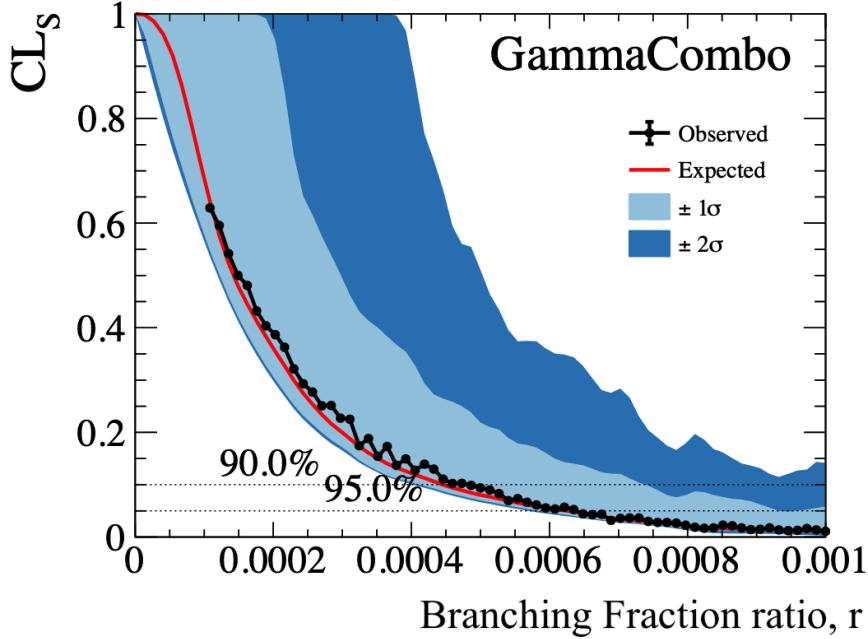 CLS
1
0.8
0.6
0.4
0.2
0
GammaCombo
Observed
Expected
± 1σ
± 2σ
90.0%
95.0%
0 0.0002 0.0004 0.0006 0.0008 0.001
Branching Fraction ratio, r